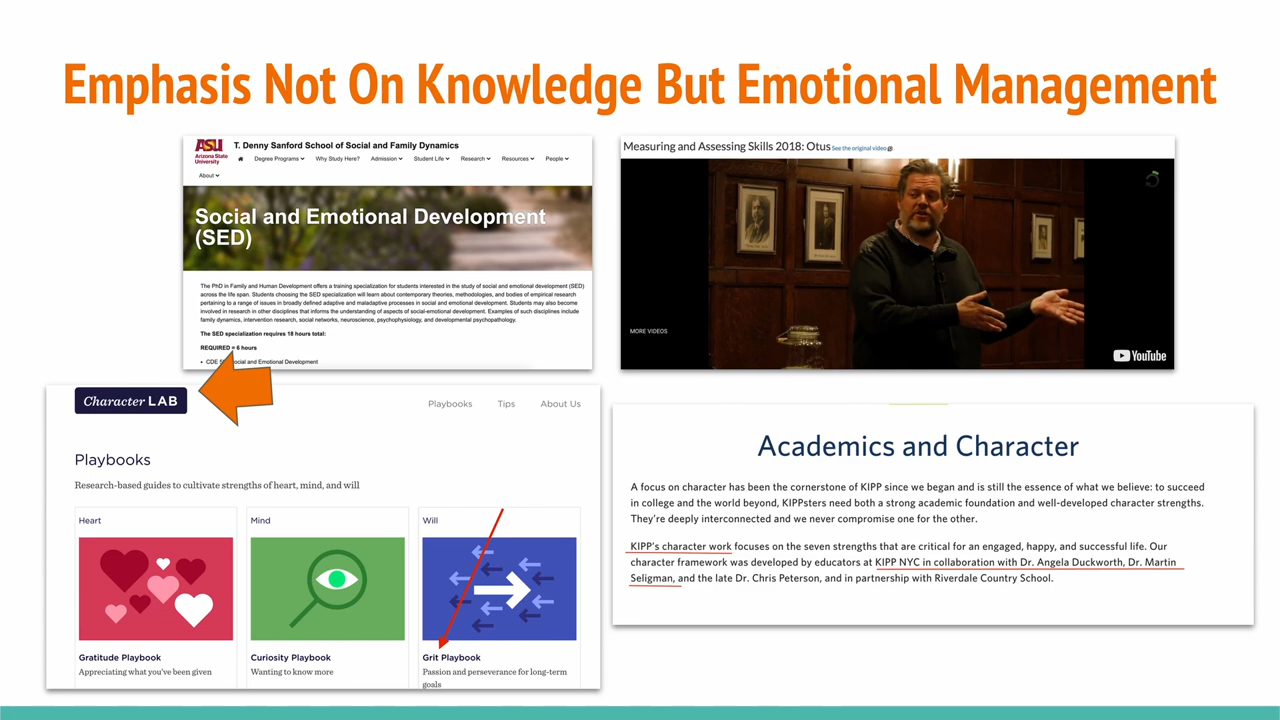 Emphasis Not On Knowledge But Emotional Management
ASU
Arizona State
University
T. Denny Sanford School of Social and Family Dynamics
Degree Programs
Why Study Here?
Admission
Student Life
Research
Resources
People
About
Social and Emotional Development
(SED)
The PhD in Family and Human Development offers a training specialization for students interested in the study of social and emotional development (SED)
across the life span. Students choosing the SED specialization will learn about contemporary theories, methodologies, and bodies of empirical research
pertaining to a range of issues in broadly defined adaptive and maladaptive processes in social and emotional development. Students may also become
involved in research in other disciplines that informs the understanding of aspects of social-emotional development. Examples of such disciplines include
family dynamics, intervention research, social networks, neuroscience, psychophysiology, and developmental psychopathology.
The SED specialization requires 18 hours total:
REQUIRED = 6 hours
• CDE ocial and Emotional Development
Measuring and Assessing Skills 2018: Otus See the original video
MORE VIDEOS
YouTube
Character LAB
Playbooks
Tips
About Us
Playbooks
Research-based guides to cultivate strengths of heart, mind, and will
Heart
Mind
Will
Gratitude Playbook
Appreciating what you've been given
Curiosity Playbook
Wanting to know more
Grit Playbook
Passion and perseverance for long-term
goals
Academics and Character
A focus on character has been the cornerstone of KIPP since we began and is still the essence of what we believe: to succeed
in college and the world beyond, KIPPsters need both a strong academic foundation and well-developed character strengths.
They're deeply interconnected and we never compromise one for the other.
KIPP's character work focuses on the seven strengths that are critical for an engaged, happy, and successful life. Our
character framework was developed by educators at KIPP NYC in collaboration with Dr. Angela Duckworth, Dr. Martin
Seligman, and the late Dr. Chris Peterson, and in partnership with Riverdale Country School.